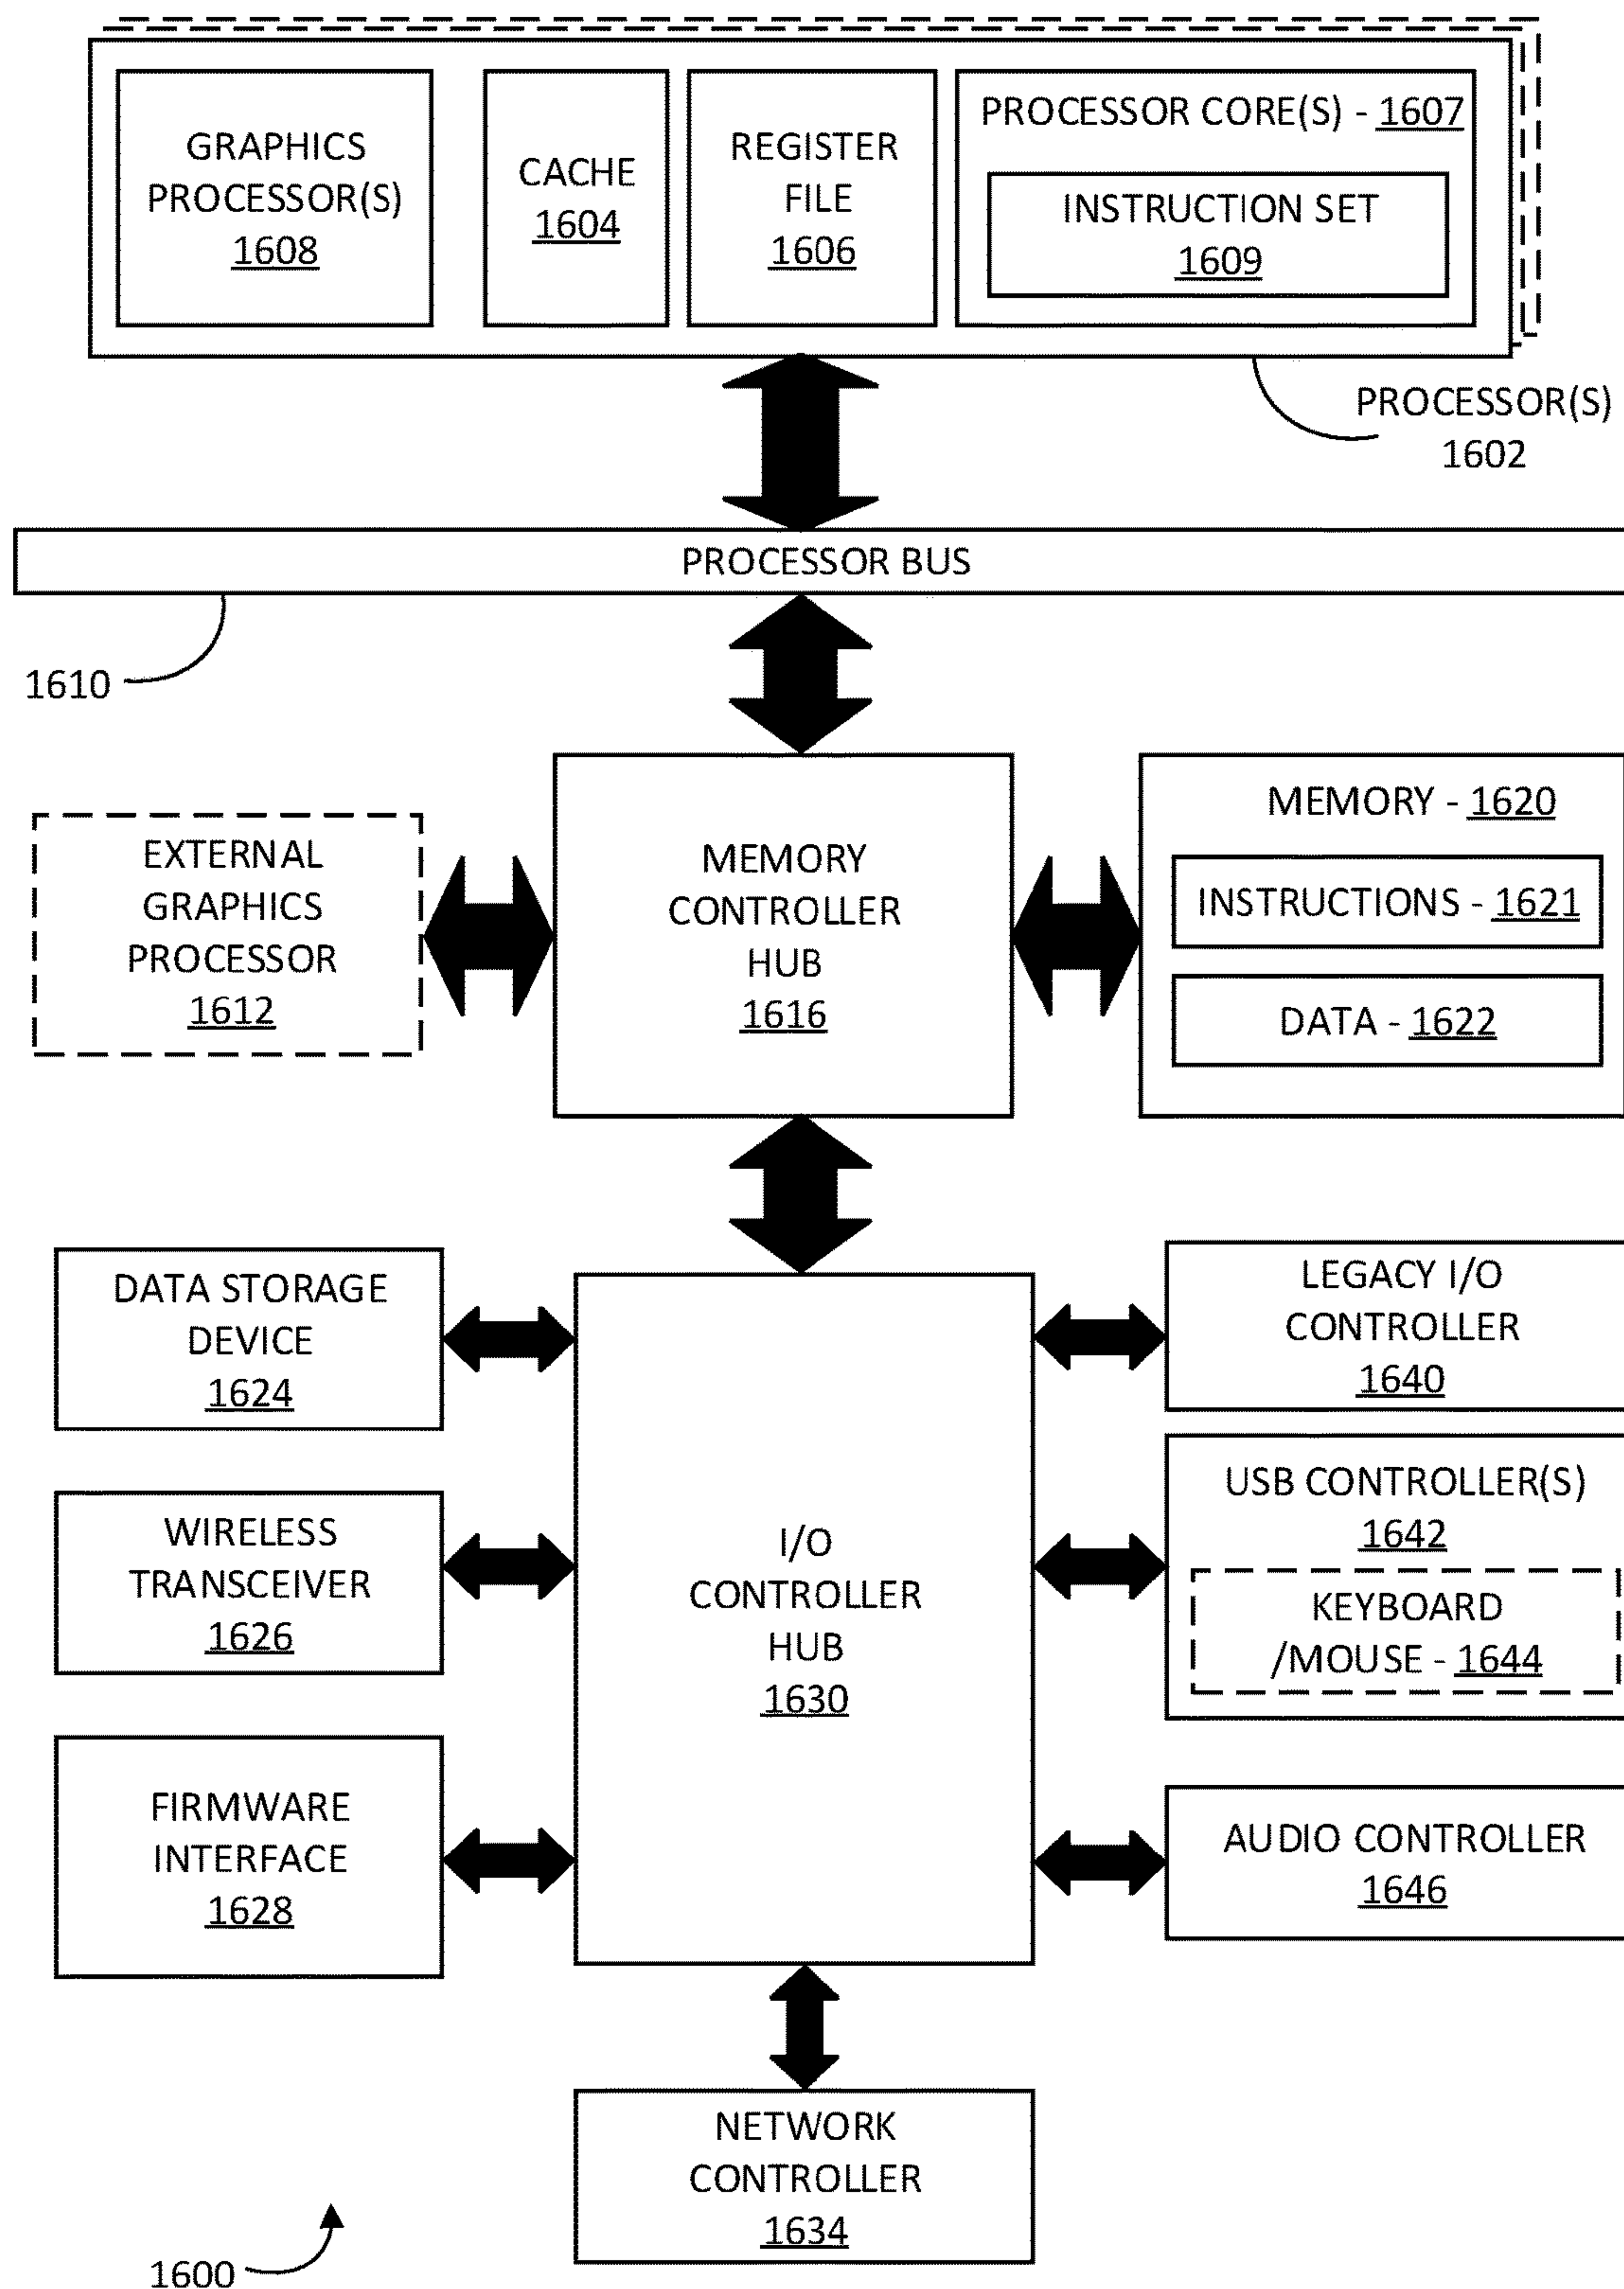 GRAPHICS
PROCESSOR(S)
1608
CACHE
1604
REGISTER
FILE
1606
PROCESSOR CORE(S) - 1607
INSTRUCTION SET
1609
PROCESSOR(S)
1602
PROCESSOR BUS
1610
EXTERNAL
GRAPHICS
PROCESSOR
1612
MEMORY
CONTROLLER
HUB
1616
MEMORY - 1620
INSTRUCTIONS - 1621
DATA - 1622
DATA STORAGE
DEVICE
1624
WIRELESS
TRANSCEIVER
1626
FIRMWARE
INTERFACE
1628
I/O
CONTROLLER
HUB
1630
LEGACY I/O
CONTROLLER
1640
USB CONTROLLER(S)
1642
KEYBOARD
/MOUSE - 1644
AUDIO CONTROLLER
1646
NETWORK
CONTROLLER
1634
1600